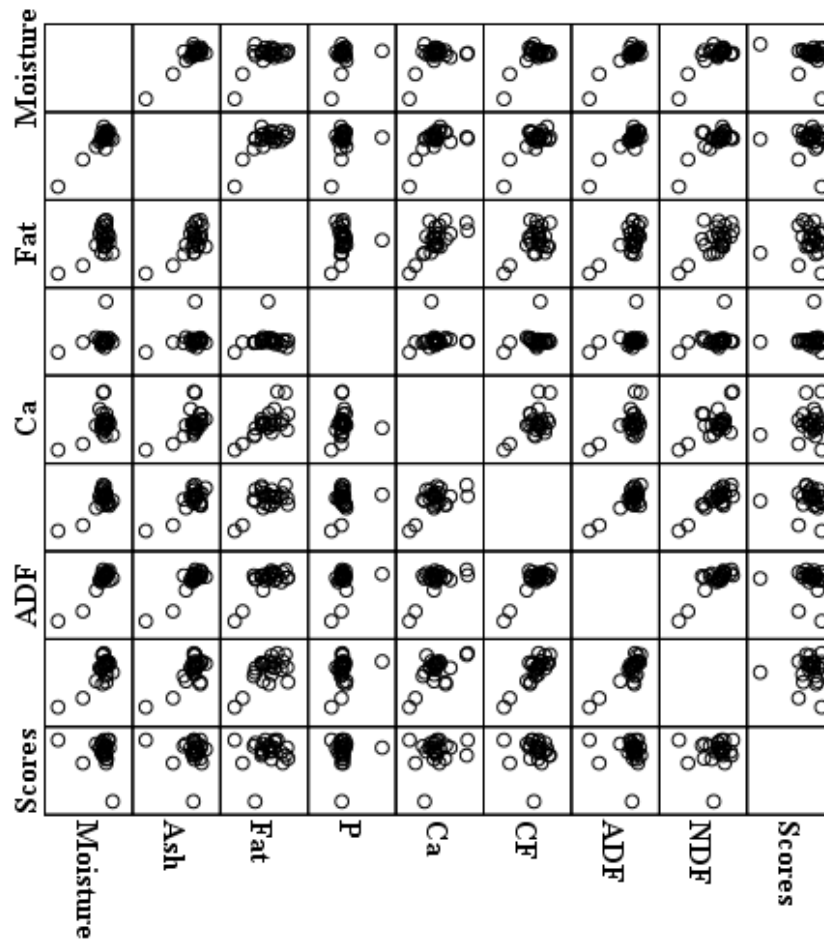 Moisture
Fat
Ca
ADF
Scores
Moisture
Ash
Fat
P
Ca
CF
ADF
NDF
Scores